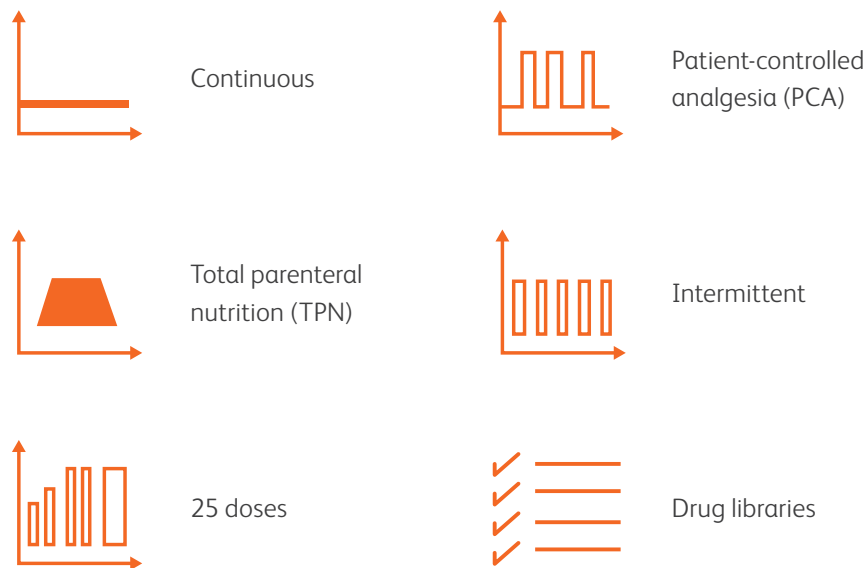 Continuous
Patient-controlled
analgesia (PCA)
Total parenteral
nutrition (TPN)
Intermittent
25 doses
Drug libraries